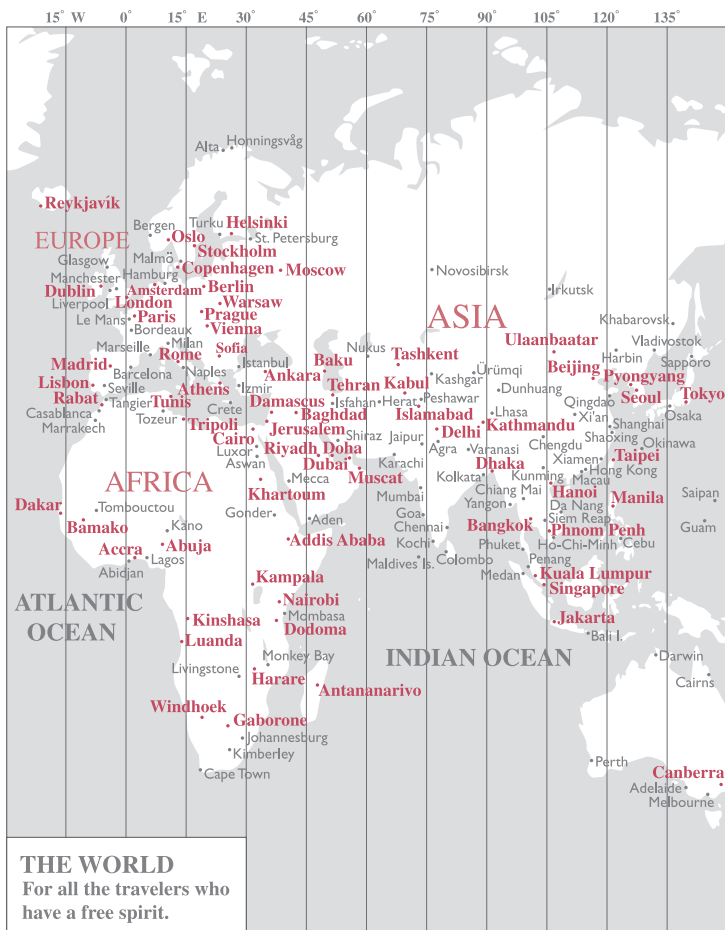 15° W 0° 15° E 30° 45° 60° 75° 90° 105° 120° 135°
Honningsvåg
Alta
Reykjavík
Bergen
Turku
Helsinki
EUROPE
Oslo
St. Petersburg
Stockholm
Malmö
Glasgow
Copenhagen
Moscow
Novosibirsk
Manchester
Hamburg
Dublin
Amsterdam
Berlin
Irkutsk
Liverpool
London
Warsaw
Le Mans
Paris
Prague
ASIA
Khabarovsk
Bordeaux
Vienna
Milan
Nukus
Ulaanbaatar
Vladivostok
Marseille
Rome
Sofia
Tashkent
Harbin
Sapporo
Madrid
Istanbul
Baku
Beijing
Barcelona
Naples
Ankara
Kashgar
Ürümqi
Pyongyang
Lisbon
Seville
Athens
Izmir
Tehran
Kabul
Dunhuang
Seoul
Tokyo
Rabat
Tangier
Tunis
Crete
Damascus
Isfahan
Herat
Peshawar
Qingdao
Osaka
Casablanca
Tozeur
Baghdad
Islamabad
Lhasa
Xi'an
Marrakech
Tripoli
Jerusalem
Kathmandu
Shanghai
Cairo
Shiraz
Jaipur
Delhi
Shaoxing
Okinawa
Luxor
Riyadh
Doha
Agra
Varanasi
Chengdu
Taipei
Aswan
Dubai
Karachi
Dhaka
Xiamen
Mecca
Muscat
Kolkata
Kunming
Hong Kong
Macau
AFRICA
Khartoum
Mumbai
Chiang Mai
Hanoi
Manila
Saipan
Dakar
Tombouctou
Gonder
Aden
Goa
Yangon
Da Nang
Bamako
Kano
Chennai
Bangkok
Siem Reap
Guam
Phnom Penh
Accra
Abuja
Addis Ababa
Kochi
Phuket
Ho-Chi-Minh
Cebu
Abidjan
Lagos
Maldives Is.
Colombo
Penang
Medan
Kuala Lumpur
Kampala
Singapore
ATLANTIC
OCEAN
Nairobi
Mombasa
Kinshasa
Dodoma
Jakarta
Luanda
Bali I.
Monkey Bay
INDIAN OCEAN
Darwin
Livingstone
Harare
Cairns
Antananarivo
Windhoek
Gaborone
Johannesburg
Kimberley
Perth
Cape Town
Canberra
Adelaide
Melbourne
THE WORLD
For all the travelers who
have a free spirit.